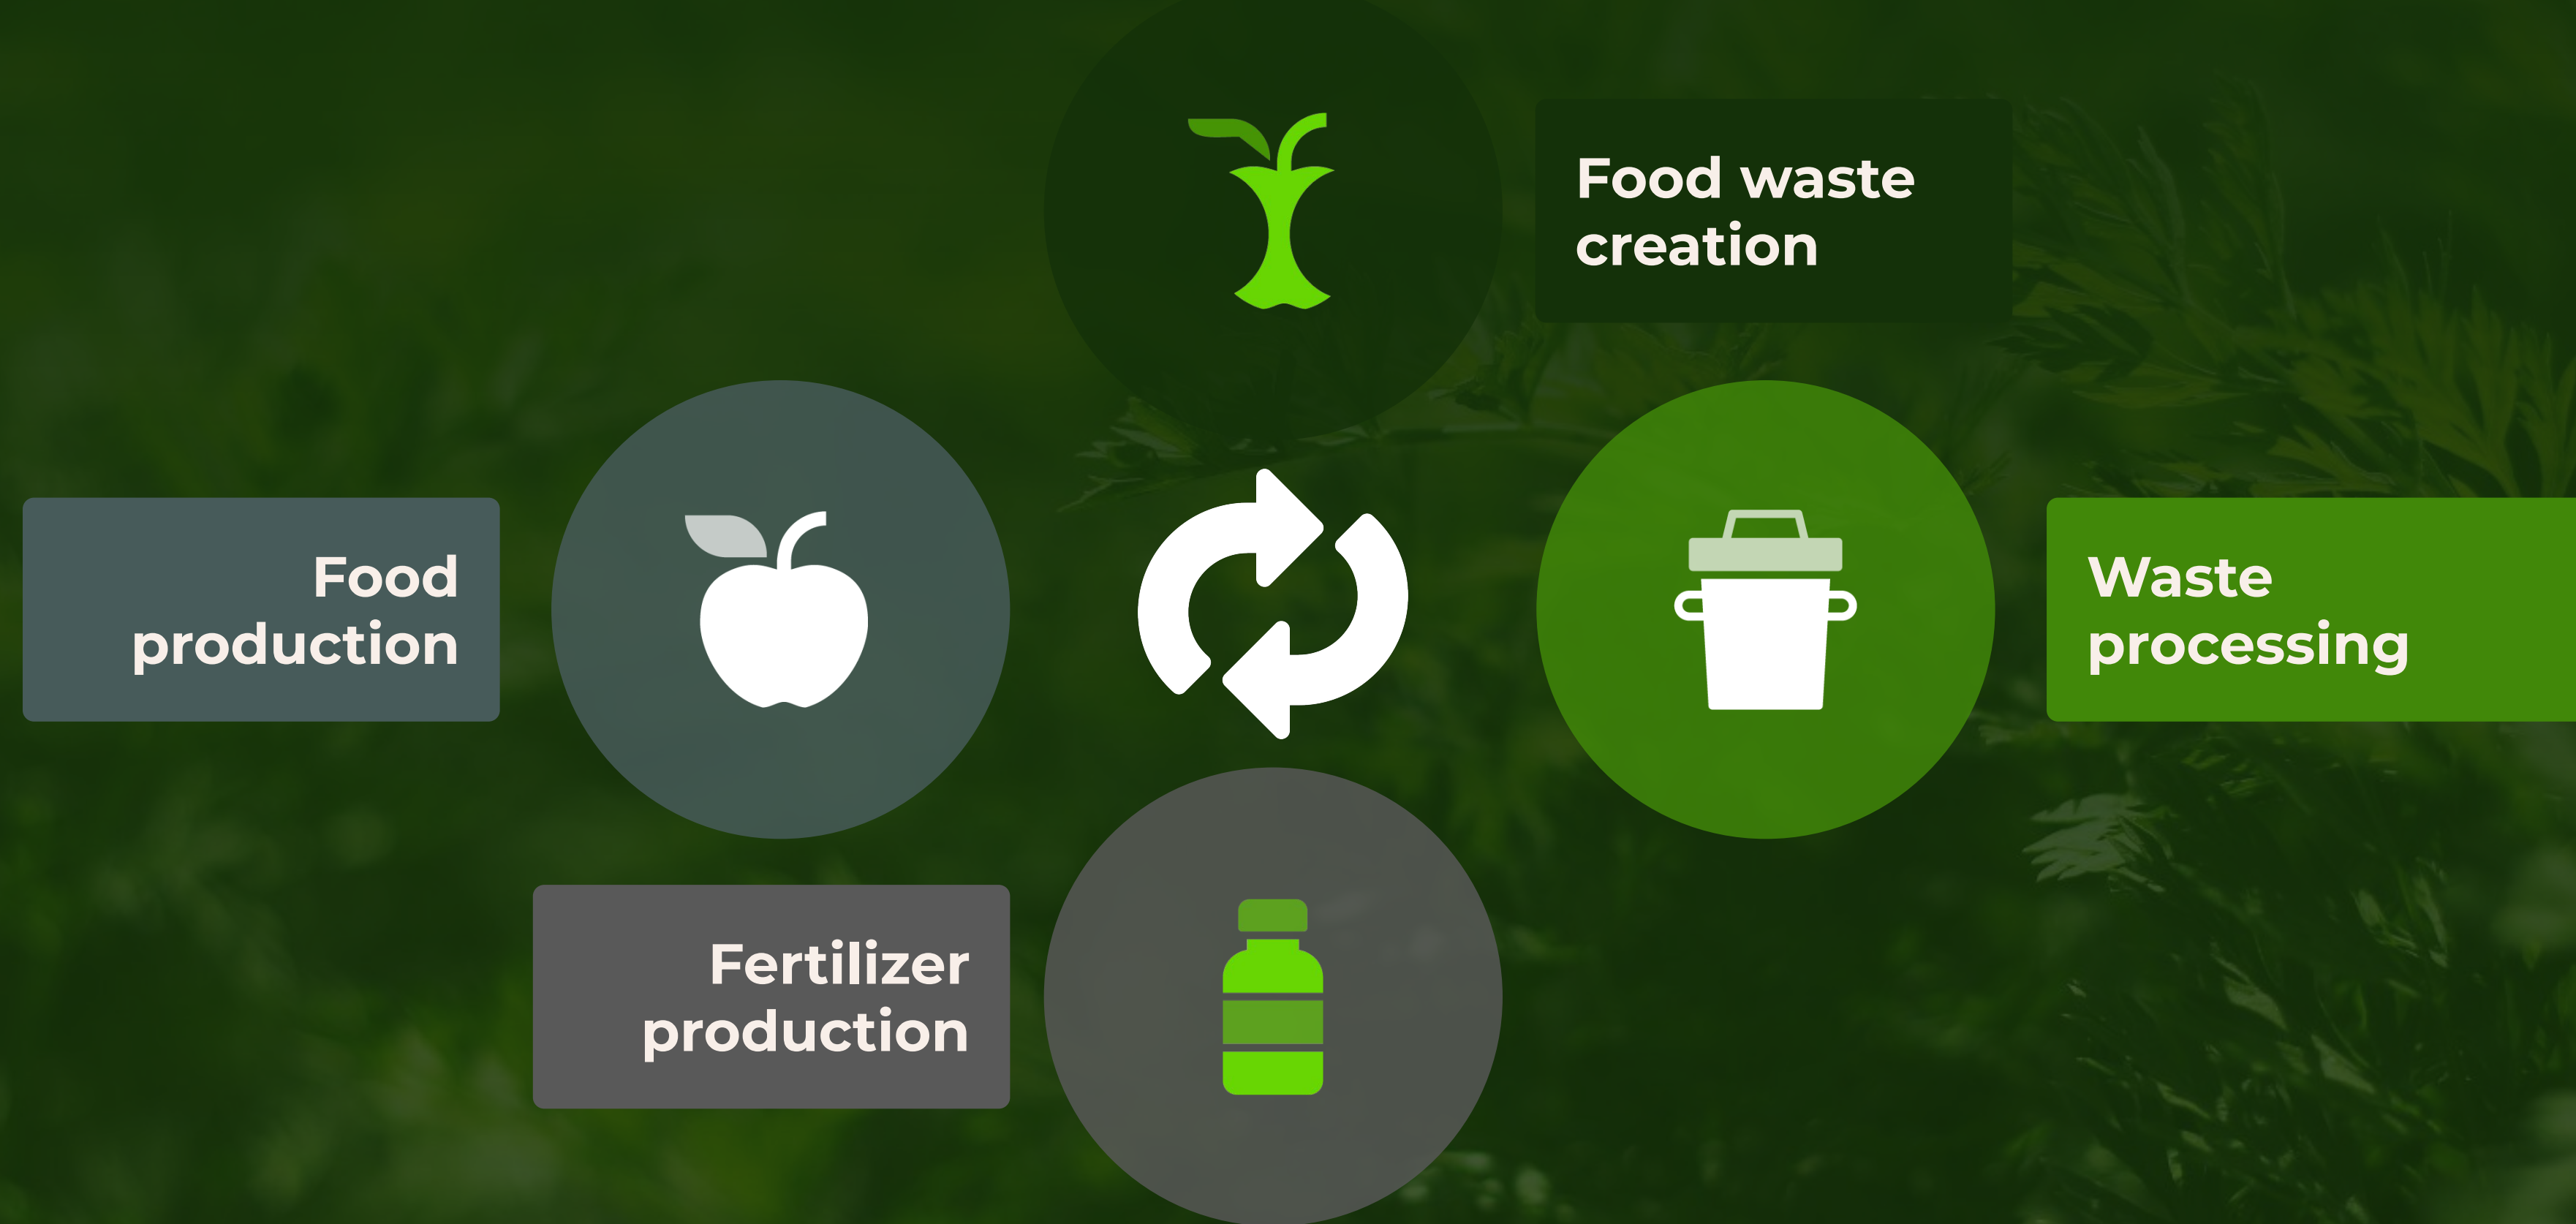 Food waste
creation
Food
production
Waste
processing
Fertilizer
production